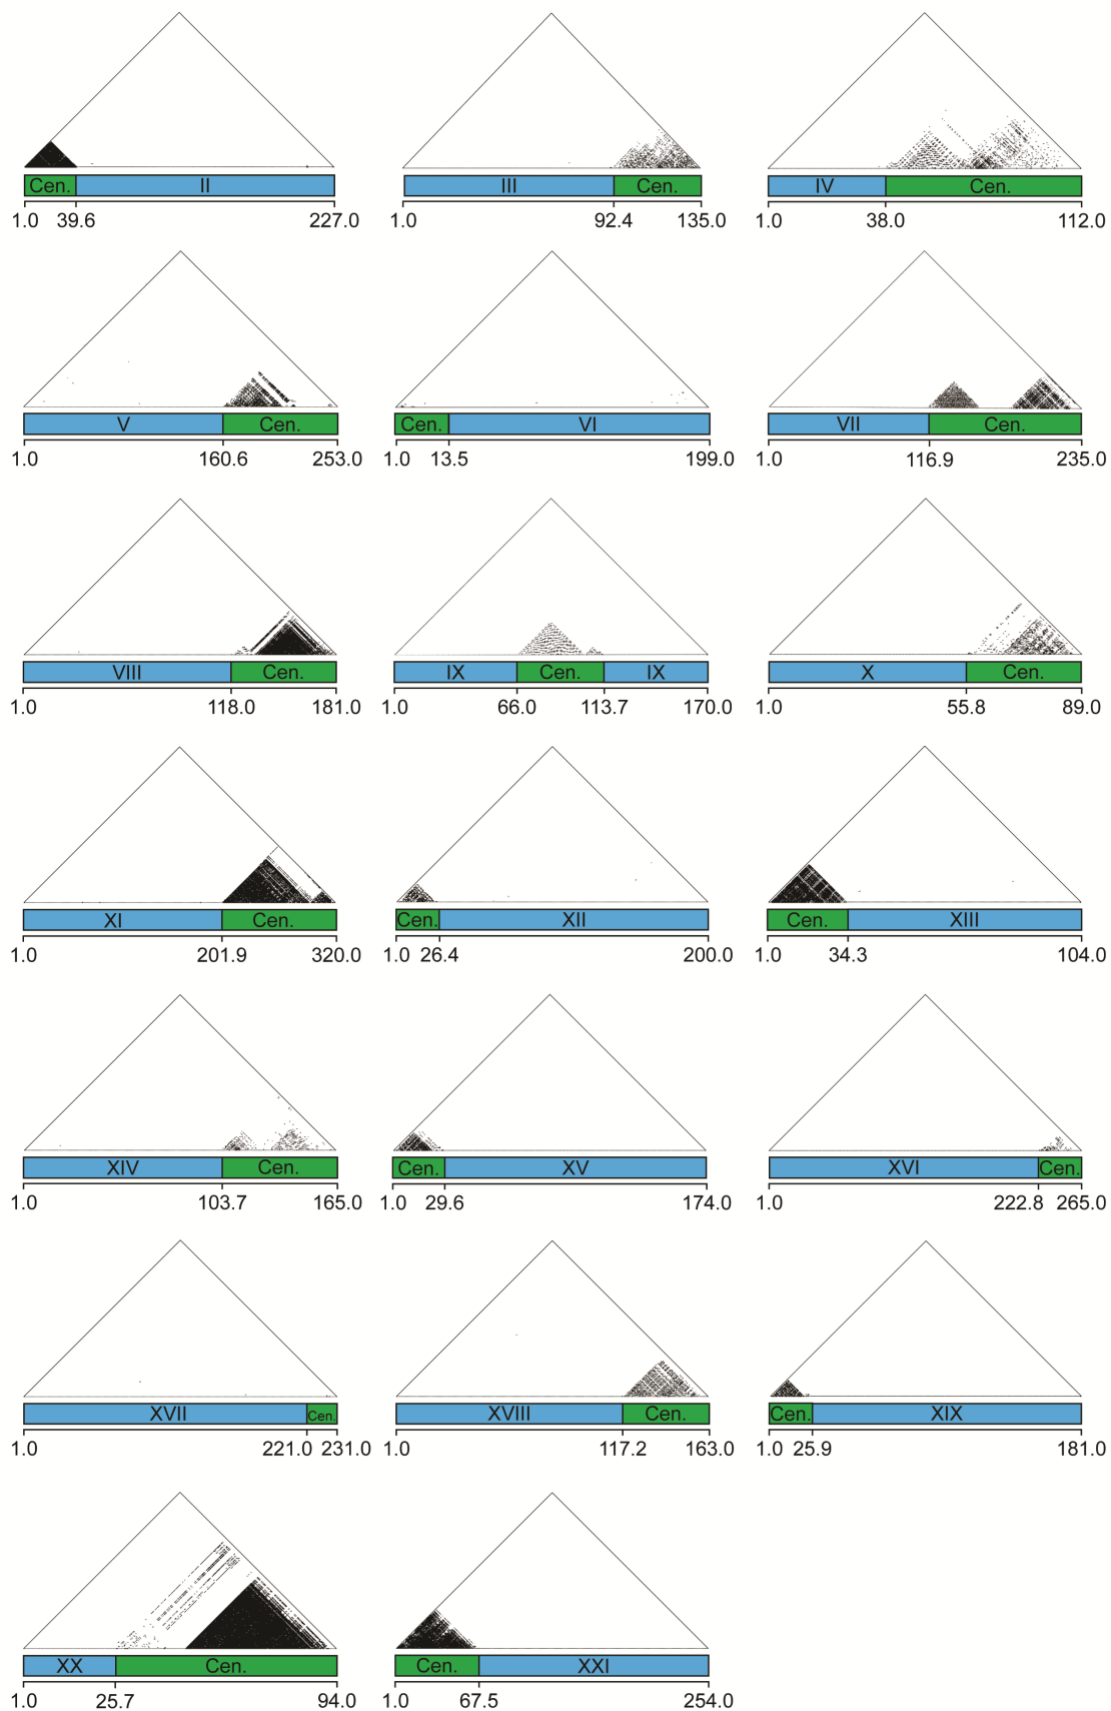 Cen. II III Cen. IV Cen.
1.0 39.6 227.0 1.0 92.4 135.0 1.0 38.0 112.0
V Cen. Cen. VI VII Cen.
1.0 160.6 253.0 1.0 13.5 199.0 1.0 116.9 235.0
VIII Cen. IX Cen. IX X Cen.
1.0 118.0 181.0 1.0 66.0 113.7 170.0 1.0 55.8 89.0
XI Cen. Cen. XII Cen. XIII
1.0 201.9 320.0 1.0 26.4 200.0 1.0 34.3 104.0
XIV Cen. Cen. XV XVI Cen.
1.0 103.7 165.0 1.0 29.6 174.0 1.0 222.8 265.0
XVII Cen. XVIII Cen. Cen. XIX
1.0 221.0 231.0 1.0 117.2 163.0 1.0 25.9 181.0
XX Cen. Cen. XXI
1.0 25.7 94.0 1.0 67.5 254.0